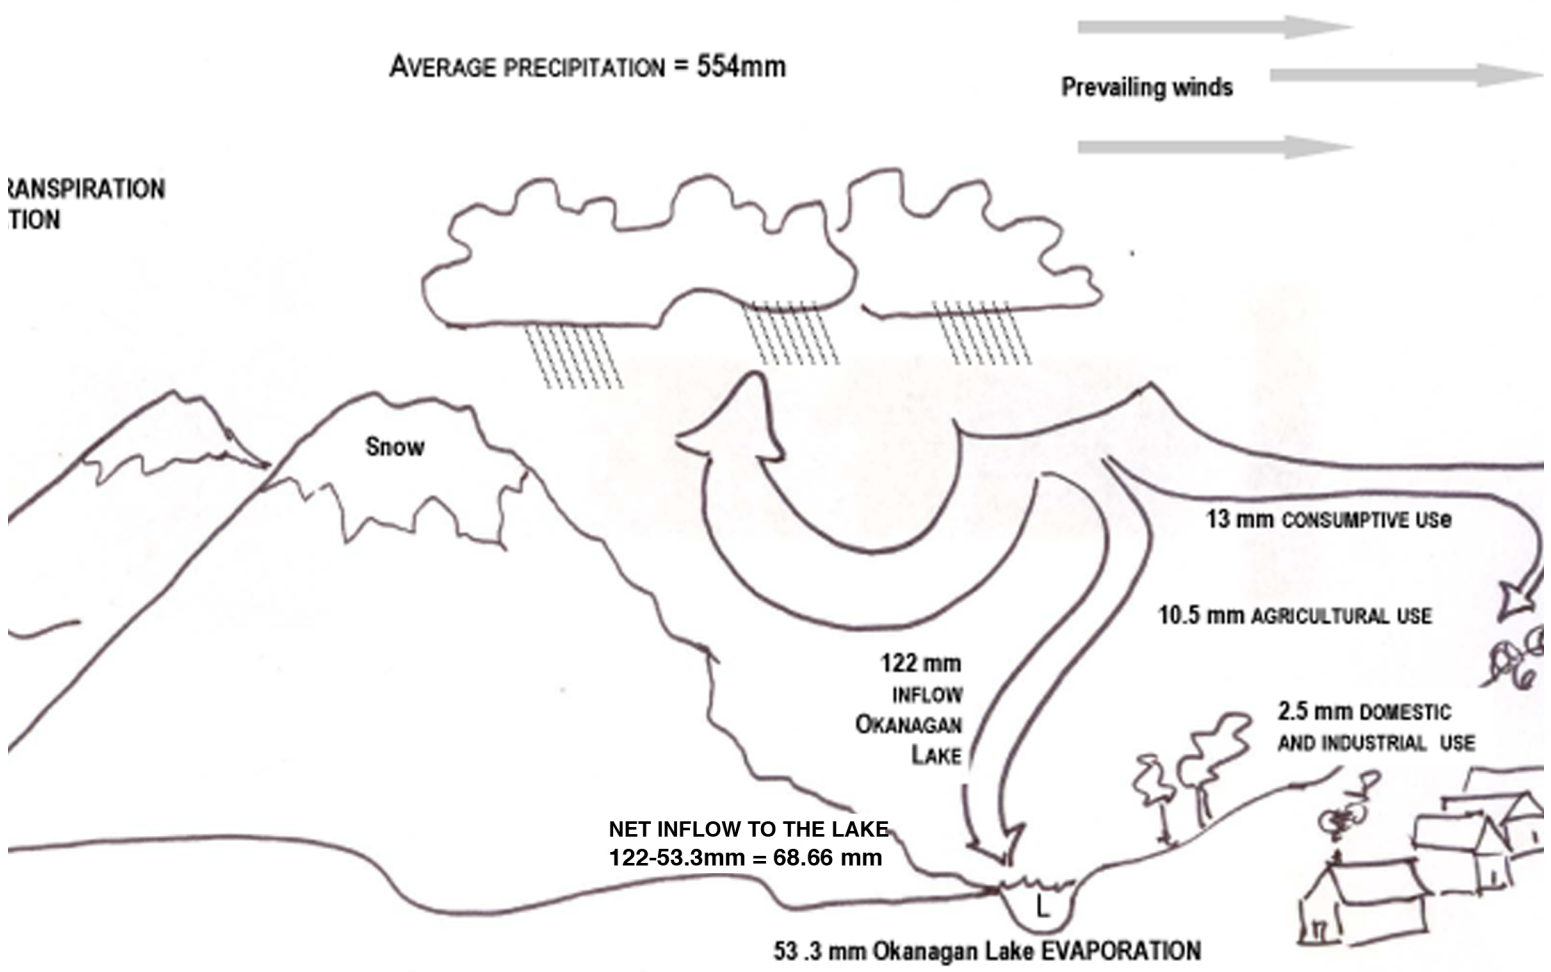 AVERAGE PRECIPITATION = 554mm
Prevailing winds
RANSPIRATION
TION
Snow
13 mm CONSUMPTIVE USe
10.5 mm AGRICULTURAL USE
122 mm
INFLOW
OKANAGAN
LAKE
2.5 mm DOMESTIC
AND INDUSTRIAL USE
NET INFLOW TO THE LAKE
122-53.3mm = 68.66 mm
L
53 .3 mm Okanagan Lake EVAPORATION